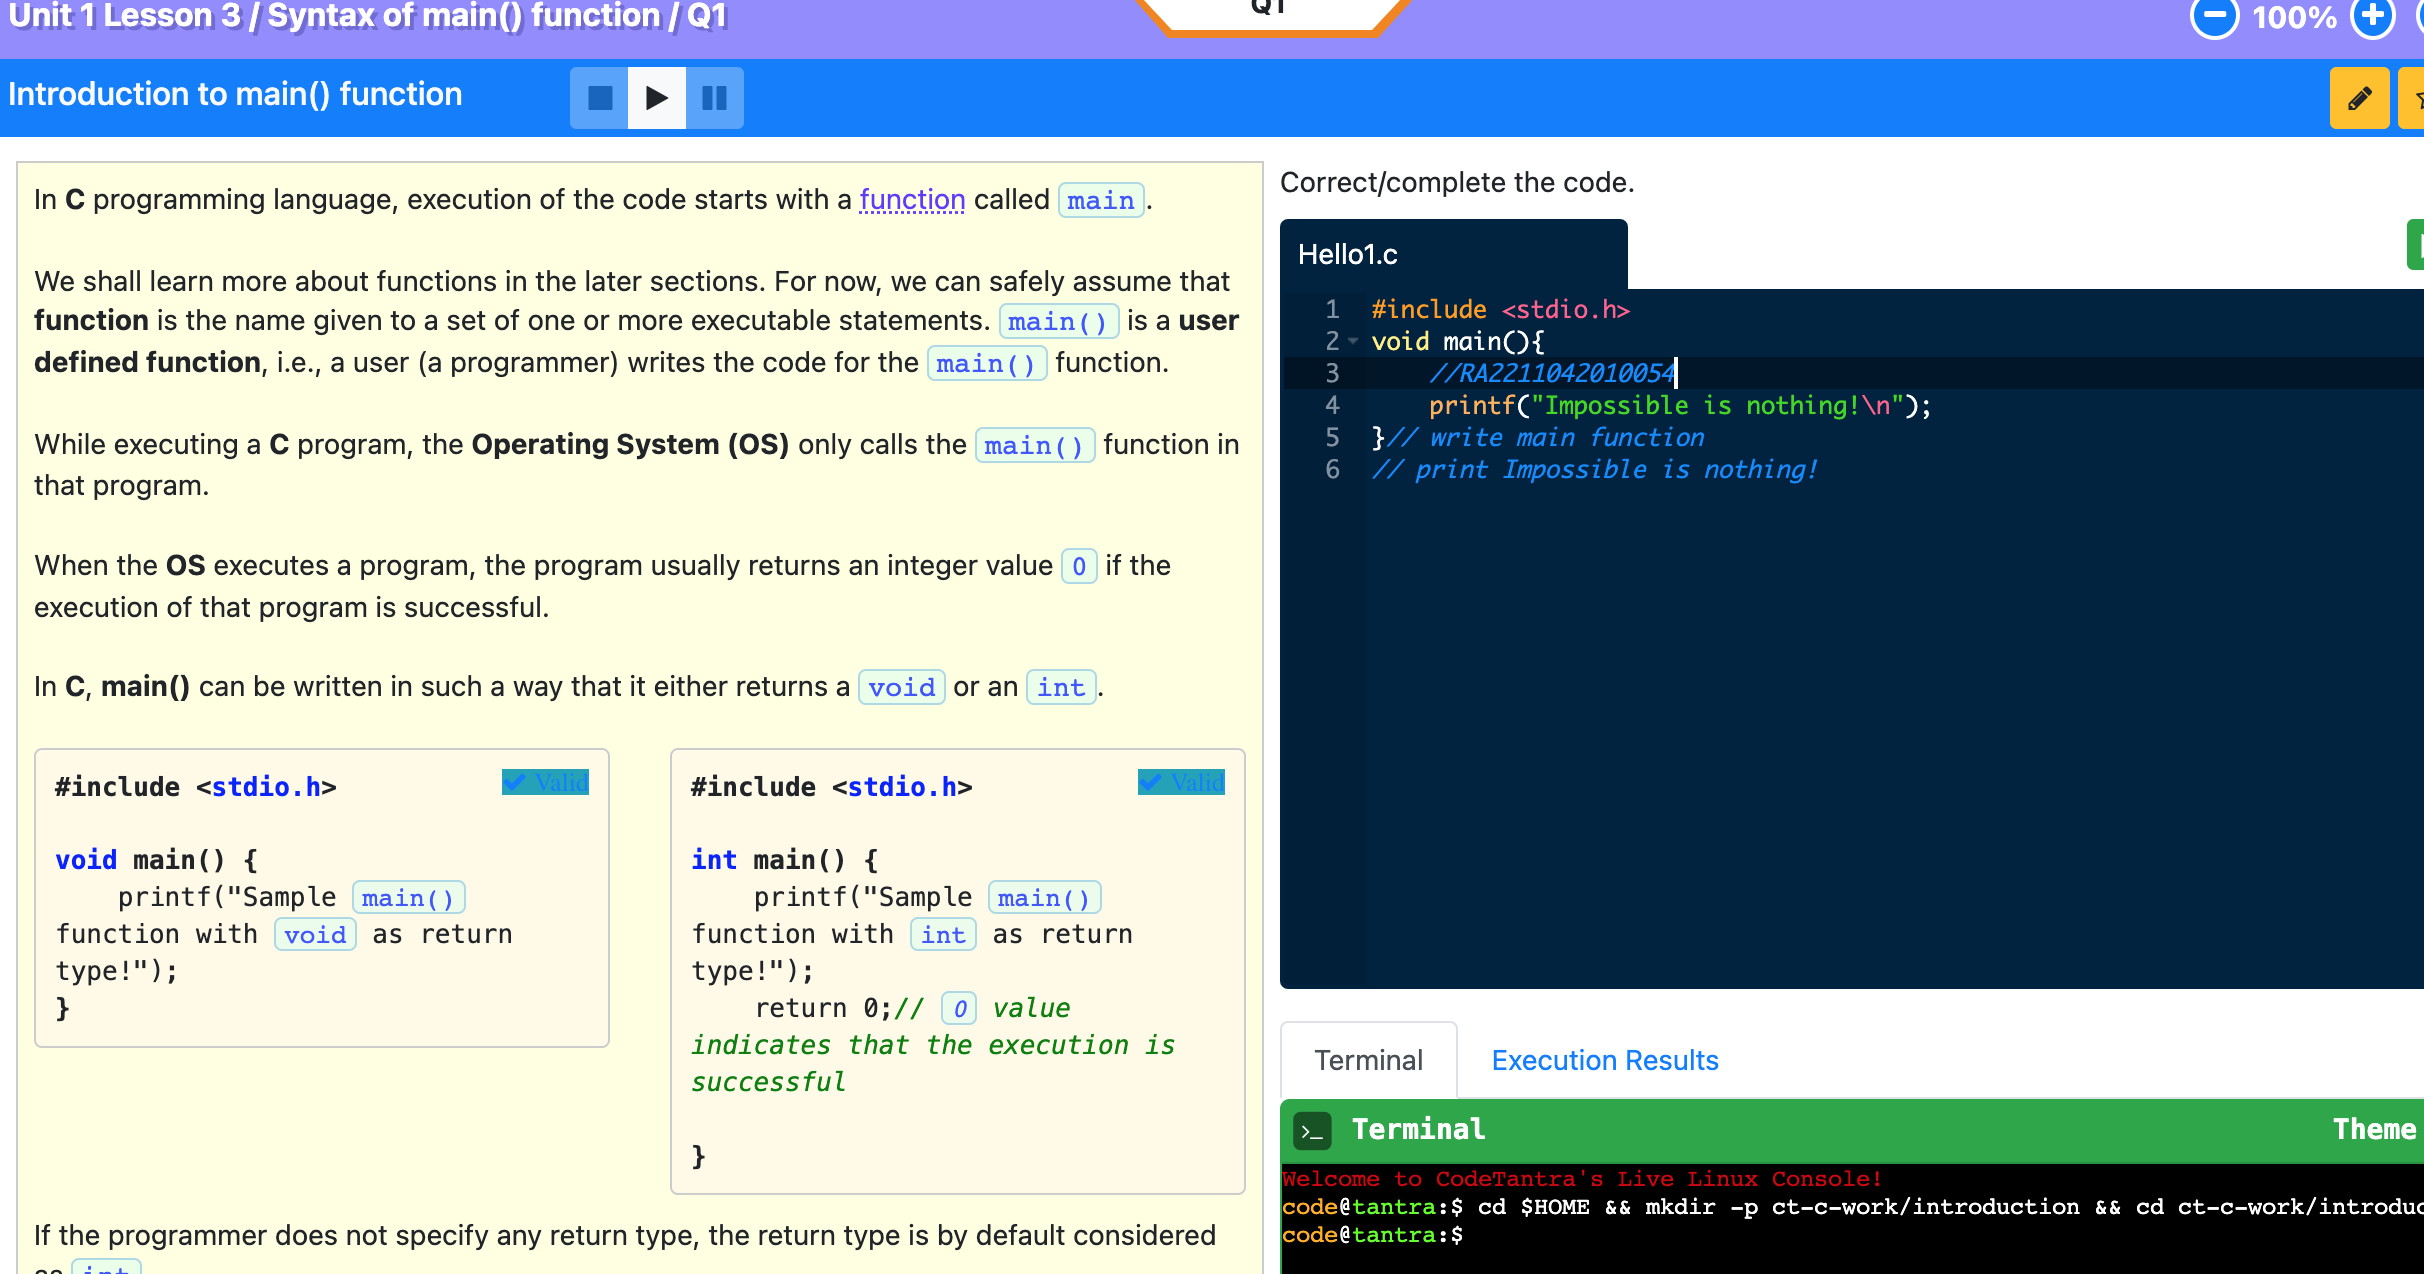 Unit 1 Lesson 3 / Syntax of main() function / Q1
Q1
100%
Introduction to main() function
In C programming language, execution of the code starts with a function called main.
We shall learn more about functions in the later sections. For now, we can safely assume that
function is the name given to a set of one or more executable statements. main() is a user
defined function, i.e., a user (a programmer) writes the code for the main() function.
While executing a C program, the Operating System (OS) only calls the main() function in
that program.
When the OS executes a program, the program usually returns an integer value 0 if the
execution of that program is successful.
In C, main() can be written in such a way that it either returns a void or an int.
#include <stdio.h>
Valid
void main() {
printf("Sample main()
function with void as return
type!");
}
#include <stdio.h>
Valid
int main() {
printf("Sample main()
function with int as return
type!");
return 0;// 0 value
indicates that the execution is
successful
}
If the programmer does not specify any return type, the return type is by default considered
as int
Correct/complete the code.
Hello1.c
1 #include <stdio.h>
2 void main(){
3 //RA2211042010054
4 printf("Impossible is nothing!\n");
5 }// write main function
6 // print Impossible is nothing!
Terminal
Execution Results
>_ Terminal
Theme
Welcome to CodeTantra's Live Linux Console!
code@tantra:$ cd $HOME && mkdir -p ct-c-work/introduction && cd ct-c-work/introduc
code@tantra:$